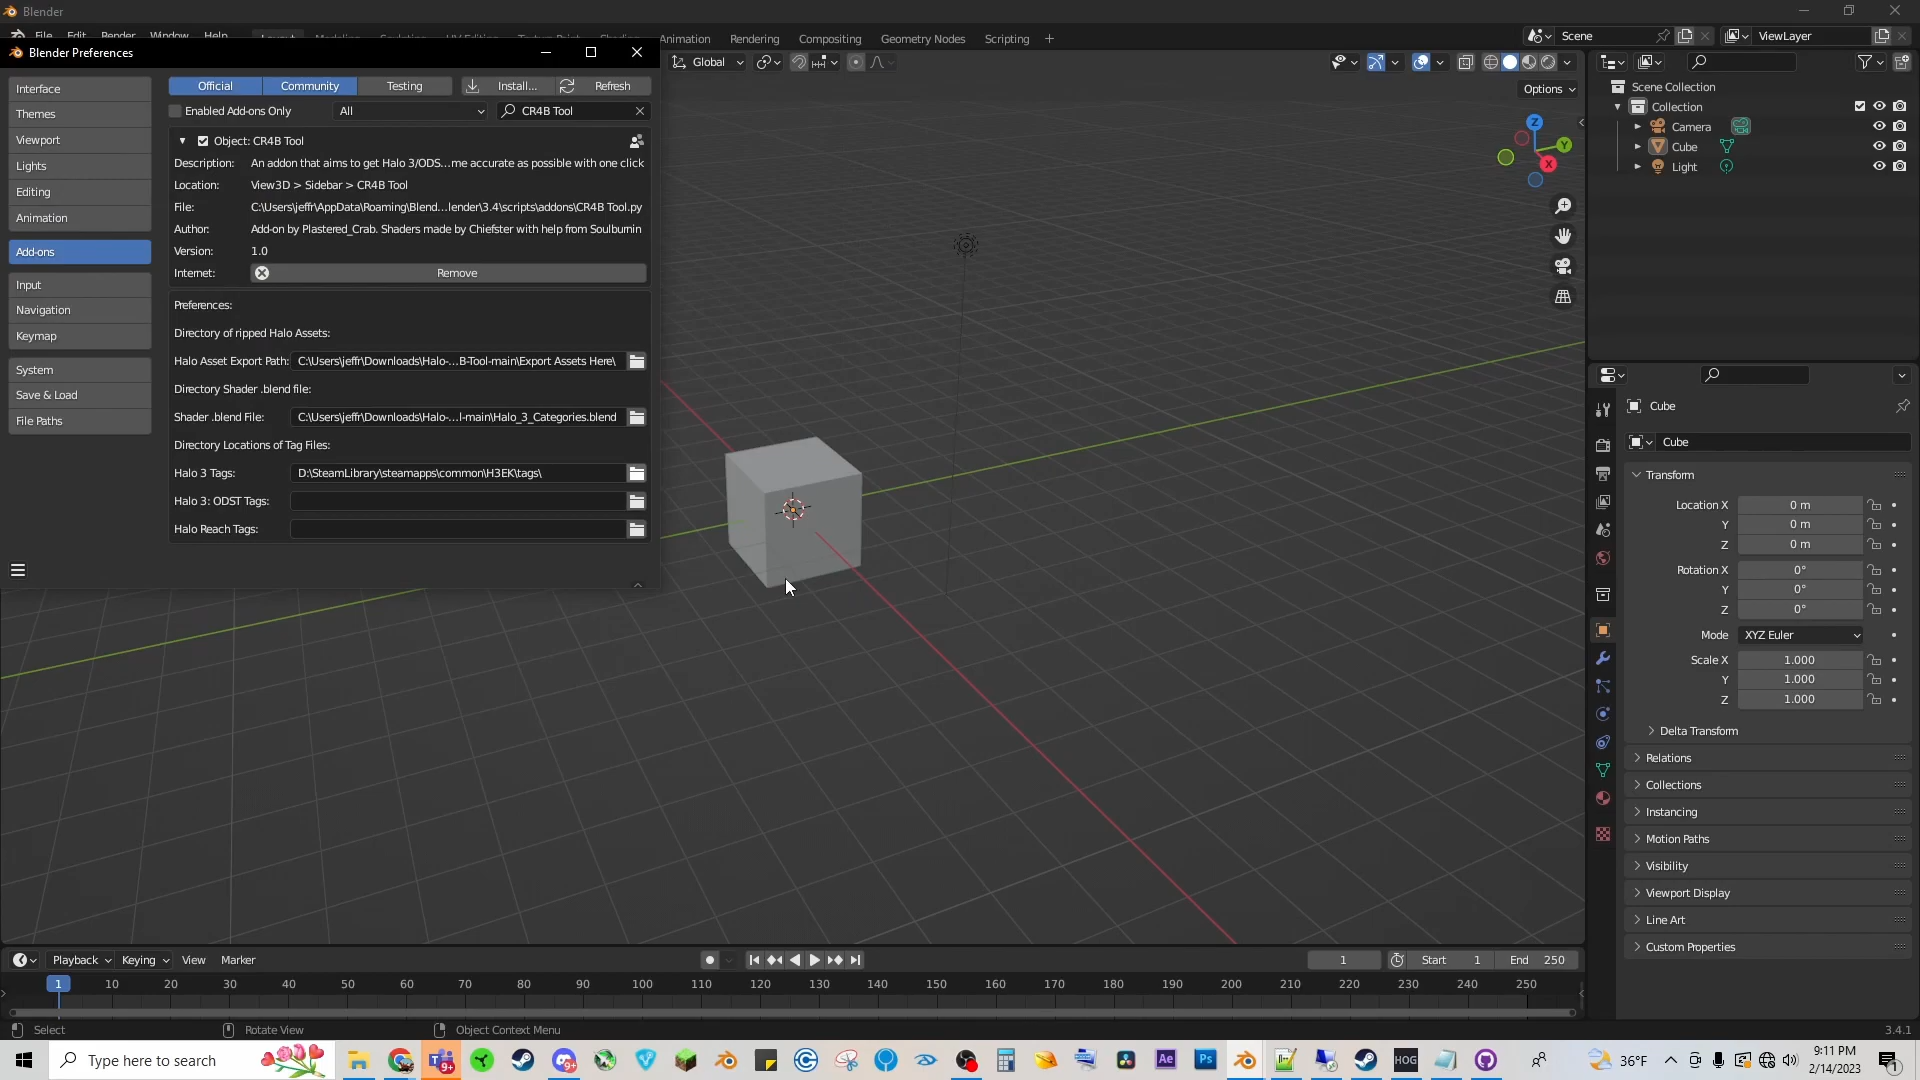 Blender
File Edit Render Window Help
Animation Rendering Compositing Geometry Nodes Scripting +
Scene
ViewLayer
Blender Preferences
Interface
Themes
Viewport
Lights
Editing
Animation
Add-ons
Input
Navigation
Keymap
System
Save & Load
File Paths
Official Community Testing Install... Refresh
Enabled Add-ons Only All CR4B Tool
Object: CR4B Tool
Description: An addon that aims to get Halo 3/ODS...me accurate as possible with one click
Location: View3D > Sidebar > CR4B Tool
File: C:\Users\jeffr\AppData\Roaming\Blend...lender\3.4\scripts\addons\CR4B Tool.py
Author: Add-on by Plastered_Crab. Shaders made by Chiefster with help from Soulburnin
Version: 1.0
Internet: Remove
Preferences:
Directory of ripped Halo Assets:
Halo Asset Export Path: C:\Users\jeffr\Downloads\Halo-...B-Tool-main\Export Assets Here\
Directory Shader .blend file:
Shader .blend File: C:\Users\jeffr\Downloads\Halo-...l-main\Halo_3_Categories.blend
Directory Locations of Tag Files:
Halo 3 Tags: D:\SteamLibrary\steamapps\common\H3EK\tags\
Halo 3: ODST Tags:
Halo Reach Tags:
Global
Options
Z
Y
X
Scene Collection
Collection
Camera
Cube
Light
Cube
Cube
Transform
Location X 0 m
Y 0 m
Z 0 m
Rotation X 0°
Y 0°
Z 0°
Mode XYZ Euler
Scale X 1.000
Y 1.000
Z 1.000
Delta Transform
Relations
Collections
Instancing
Motion Paths
Visibility
Viewport Display
Line Art
Custom Properties
Playback Keying View Marker
1 Start 1 End 250
1 10 20 30 40 50 60 70 80 90 100 110 120 130 140 150 160 170 180 190 200 210 220 230 240 250
Select Rotate View Object Context Menu
3.4.1
Type here to search
9+
9+
Ae
Ps
HOG
36°F
9:11 PM
2/14/2023
1